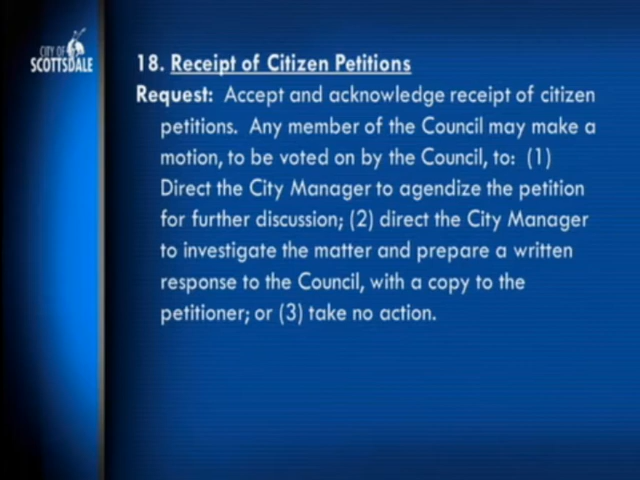 CITY OF
SCOTTSDALE
18. Receipt of Citizen Petitions
Request: Accept and acknowledge receipt of citizen
petitions. Any member of the Council may make a
motion, to be voted on by the Council, to: (1)
Direct the City Manager to agendize the petition
for further discussion; (2) direct the City Manager
to investigate the matter and prepare a written
response to the Council, with a copy to the
petitioner; or (3) take no action.